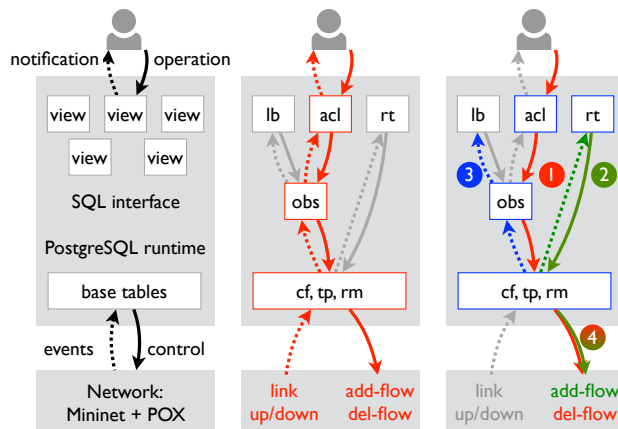 notification
operation
view
view
view
view
view
SQL interface
PostgreSQL runtime
base tables
events
control
Network:
Mininet + POX
lb
acl
rt
obs
cf, tp, rm
link
up/down
add-flow
del-flow
lb
acl
rt
3
1
2
obs
cf, tp, rm
4
link
up/down
add-flow
del-flow